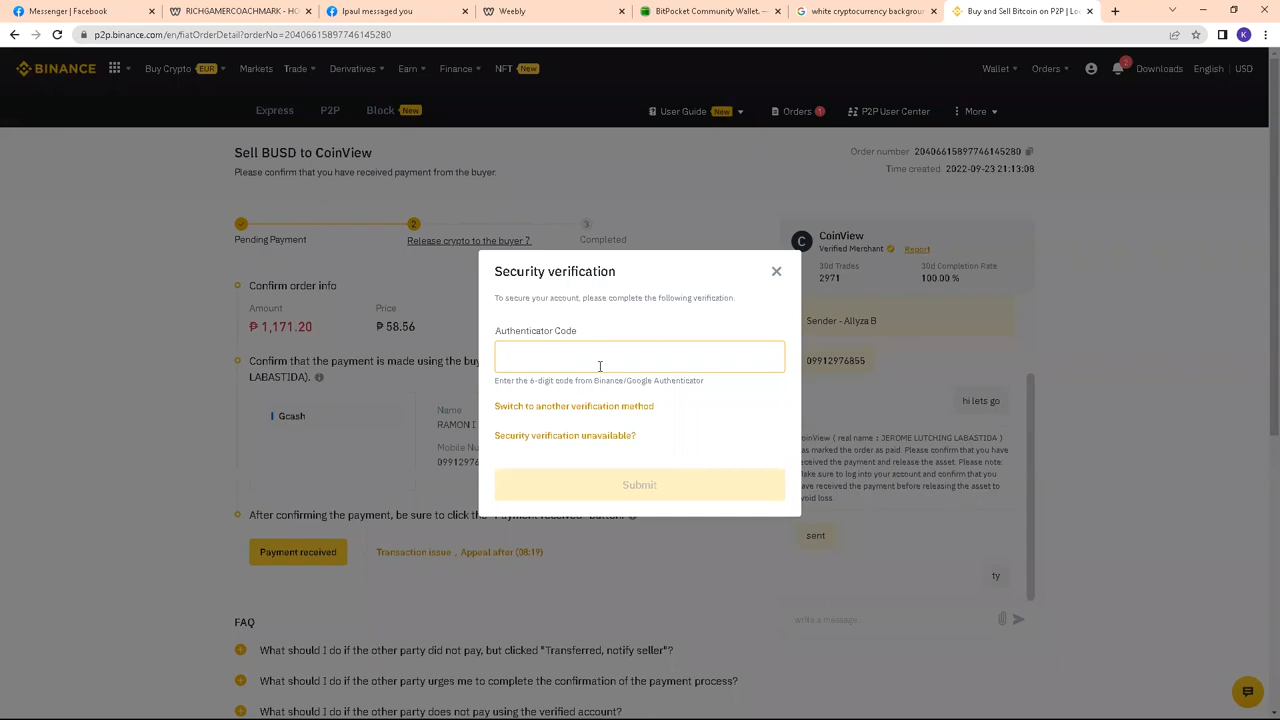 Messenger | Facebook
RICHGAMERCOACHMARK - HO
Ipaul messaged you
Weebly
BitPocket Community Wallet. —
white cryptocurrency backgroun
Buy and Sell Bitcoin on P2P | Lo
p2p.binance.com/en/fiatOrderDetail?orderNo=20406615897746145280
K
BINANCE
Buy Crypto EUR
Markets
Trade
Derivatives
Earn
Finance
NFT New
Wallet
Orders
2
Downloads
English | USD
Express
P2P
Block New
User Guide New
Orders 1
P2P User Center
More
Sell BUSD to CoinView
Please confirm that you have received payment from the buyer.
Order number 20406615897746145280
Time created 2022-09-23 21:13:08
2
3
Pending Payment
Release crypto to the buyer 7
Completed
Confirm order info
Amount
Price
₱ 1,171.20
₱ 58.56
Confirm that the payment is made using the buy
LABASTIDA).
Gcash
Name
RAMON I
Mobile Nu
0991297
After confirming the payment, be sure to click the "Payment received" button.
Payment received
Transaction issue , Appeal after (08:19)
FAQ
What should I do if the other party did not pay, but clicked "Transferred, notify seller"?
What should I do if the other party urges me to complete the confirmation of the payment process?
What should I do if the other party does not pay using the verified account?
Security verification
To secure your account, please complete the following verification.
Authenticator Code
Enter the 6-digit code from Binance/Google Authenticator
Switch to another verification method
Security verification unavailable?
Submit
C
CoinView
Verified Merchant
Report
30d Trades
2971
30d Completion Rate
100.00 %
Sender - Allyza B
09912976855
hi lets go
oinView ( real name : JEROME LUTCHING LABASTIDA )
as marked the order as paid. Please confirm that you have
eceived the payment and release the asset. Please note:
Make sure to log into your account and confirm that you
ave received the payment before releasing the asset to
void loss.
sent
ty
write a message..